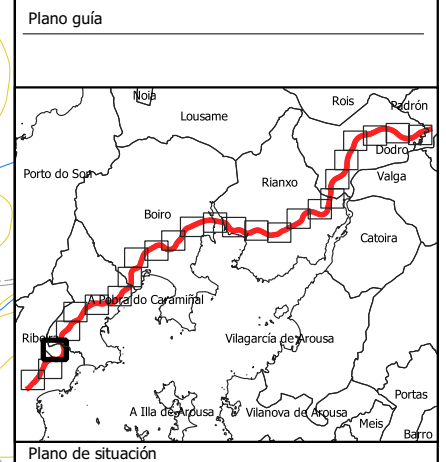 Plano guía
Noia
Rois
Padrón
Lousame
Dodro
Porto do Son
Valga
Rianxo
Boiro
Catoira
A Pobra do Caramiñal
Ribeira
Vilagarcía de Arousa
Portas
A Illa de Arousa
Vilanova de Arousa
Meis
Barro
Plano de situación